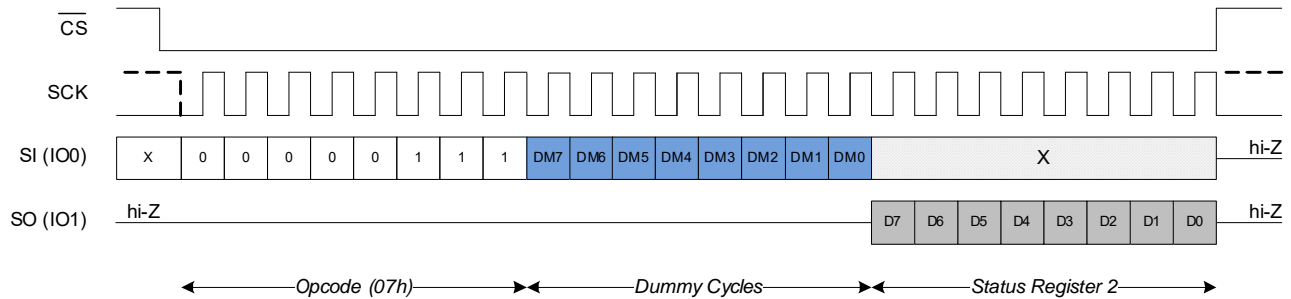 CS
SCK
SI (IO0) X 0 0 0 0 0 1 1 1 DM7 DM6 DM5 DM4 DM3 DM2 DM1 DM0 X hi-Z
SO (IO1) hi-Z D7 D6 D5 D4 D3 D2 D1 D0 hi-Z
Opcode (07h) Dummy Cycles Status Register 2